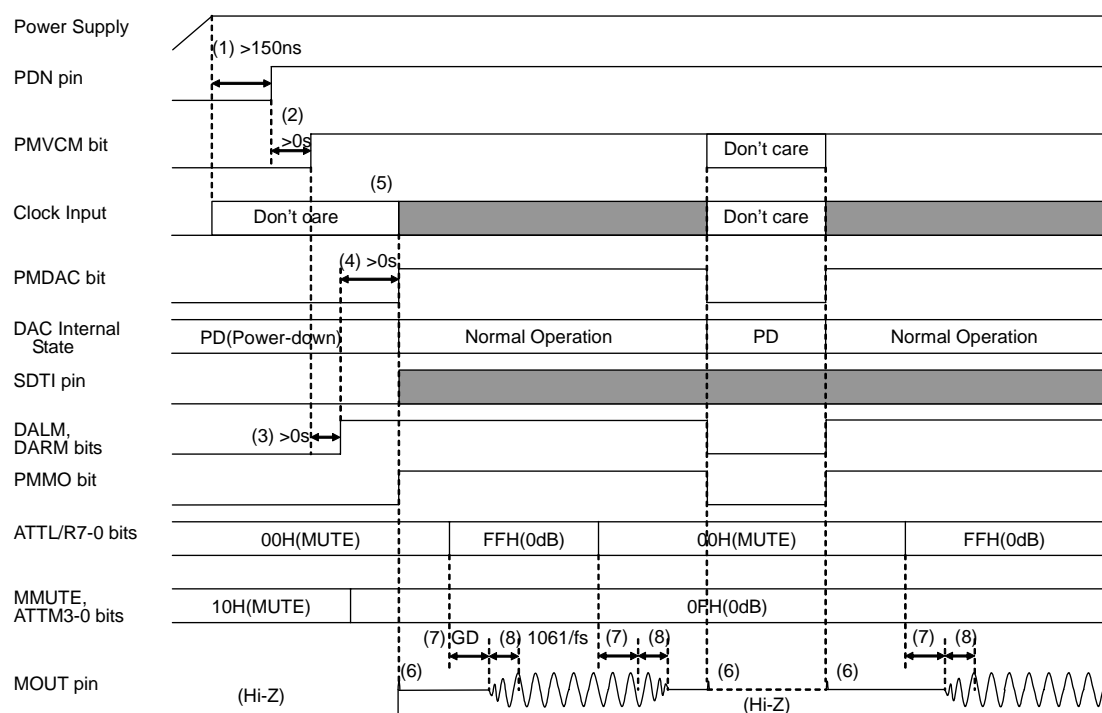 Power Supply
(1) >150ns
PDN pin
(2)
PMVCM bit
>0s
Don't care
(5)
Clock Input
Don't care
Don't care
(4) >0s
PMDAC bit
DAC Internal
State
PD(Power-down)
Normal Operation
PD
Normal Operation
SDTI pin
DALM,
DARM bits
(3) >0s
PMMO bit
ATTL/R7-0 bits
00H(MUTE)
FFH(0dB)
00H(MUTE)
FFH(0dB)
MMUTE,
ATTM3-0 bits
10H(MUTE)
0FH(0dB)
(7) GD
(8)
1061/fs
(7)
(8)
(7)
(8)
MOUT pin
(6)
(6)
(6)
(Hi-Z)
(Hi-Z)